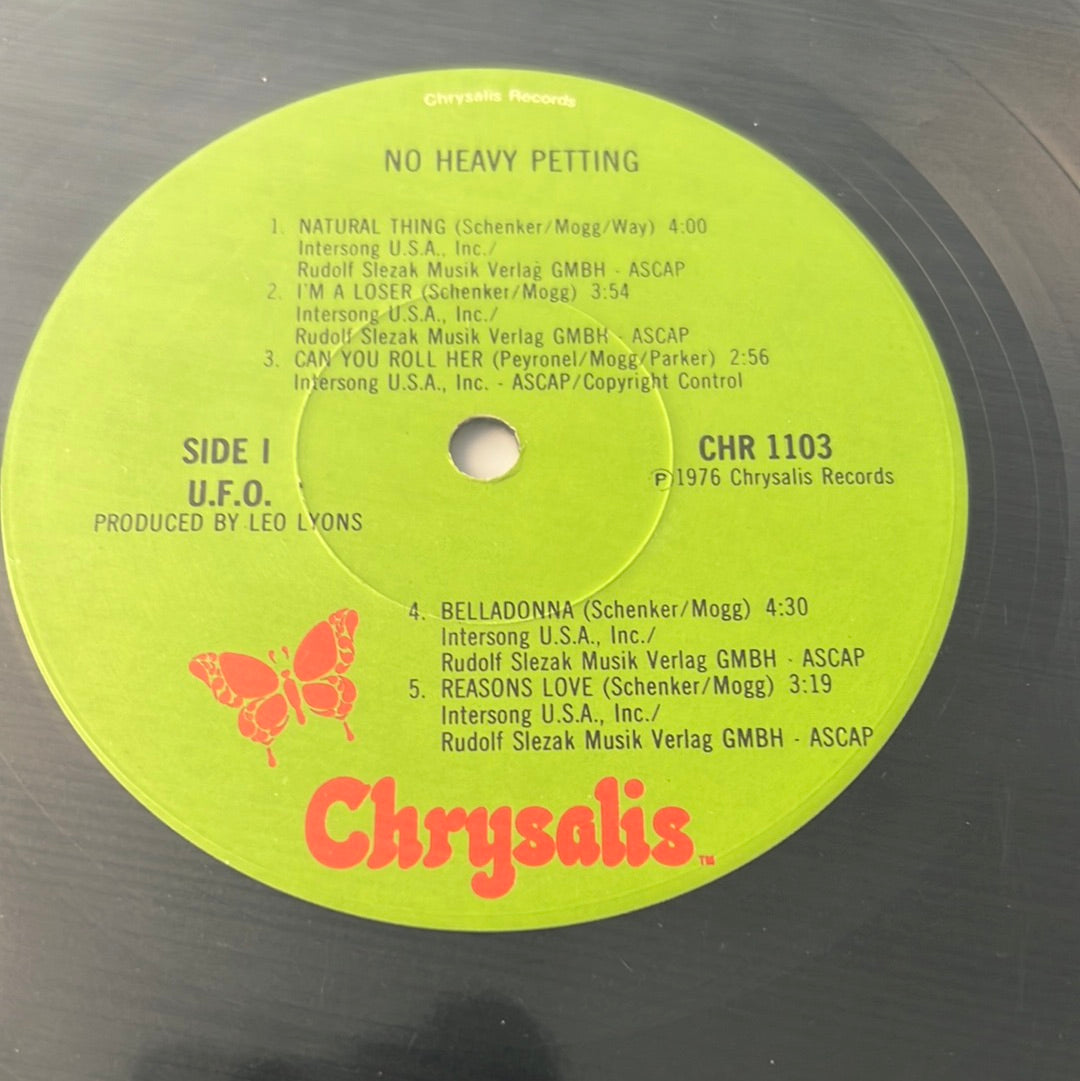 Chrysalis Records
NO HEAVY PETTING
1. NATURAL THING (Schenker/Mogg/Way) 4:00
Intersong U.S.A., Inc./
Rudolf Slezak Musik Verlag GMBH - ASCAP
2. I'M A LOSER (Schenker/Mogg) 3:54
Intersong U.S.A., Inc./
Rudolf Slezak Musik Verlag GMBH - ASCAP
3. CAN YOU ROLL HER (Peyronel/Mogg/Parker) 2:56
Intersong U.S.A., Inc. - ASCAP/Copyright Control
SIDE I
U.F.O.
PRODUCED BY LEO LYONS
CHR 1103
℗1976 Chrysalis Records
4. BELLADONNA (Schenker/Mogg) 4:30
Intersong U.S.A., Inc./
Rudolf Slezak Musik Verlag GMBH - ASCAP
5. REASONS LOVE (Schenker/Mogg) 3:19
Intersong U.S.A., Inc./
Rudolf Slezak Musik Verlag GMBH - ASCAP
Chrysalis™